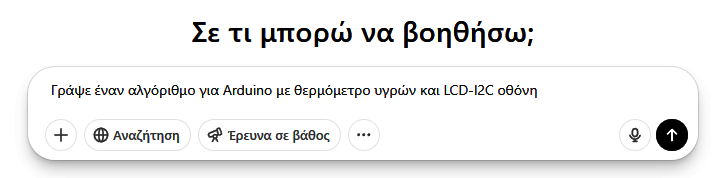 Σε τι μπορώ να βοηθήσω;
Γράψε έναν αλγόριθμο για Arduino με θερμόμετρο υγρών και LCD-I2C οθόνη
Αναζήτηση Έρευνα σε βάθος